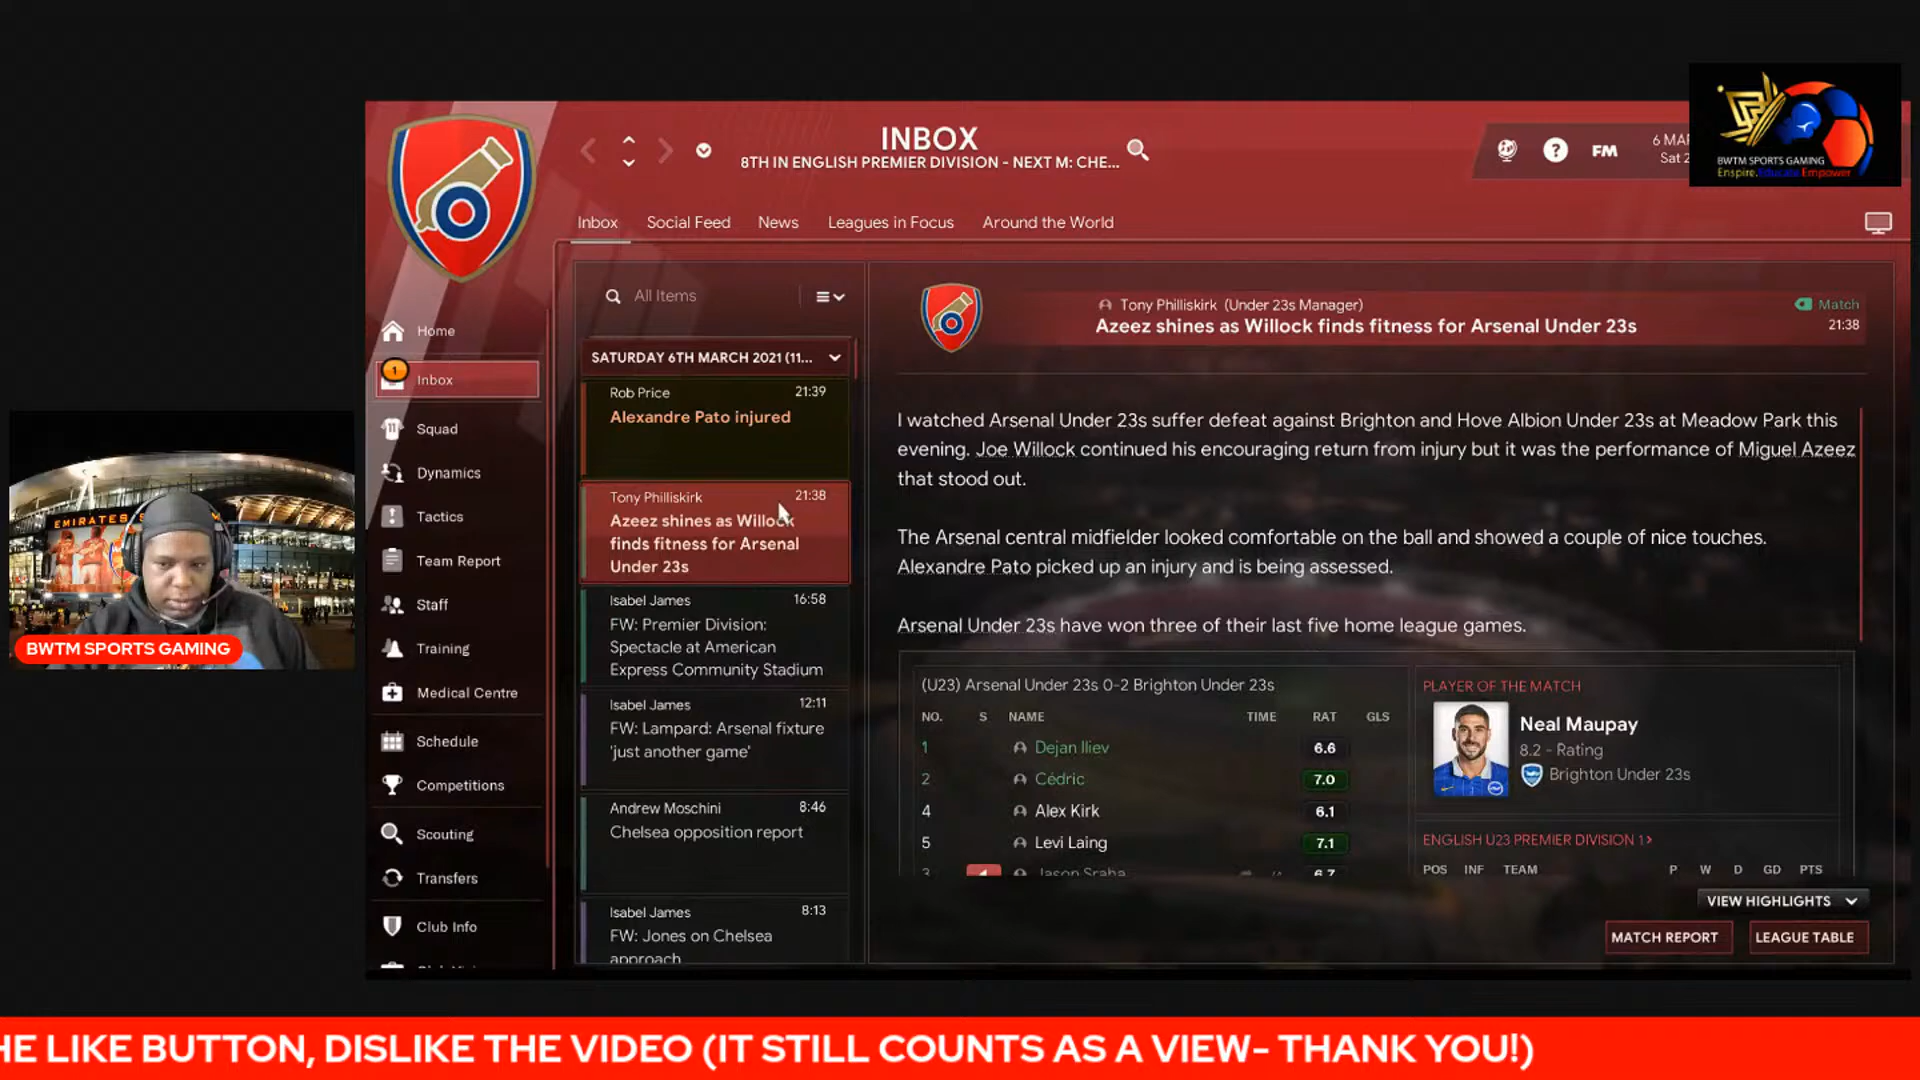 INBOX
8TH IN ENGLISH PREMIER DIVISION - NEXT M: CHE...
FM
6 MAR
Sat 2
BWTM SPORTS GAMING
Enspire.Educate.Empower
Inbox
Social Feed
News
Leagues in Focus
Around the World
Home
1
Inbox
Squad
Dynamics
Tactics
Team Report
Staff
Training
Medical Centre
Schedule
Competitions
Scouting
Transfers
Club Info
All Items
SATURDAY 6TH MARCH 2021 (11...
Rob Price 21:39
Alexandre Pato injured
Tony Philliskirk 21:38
Azeez shines as Willock
finds fitness for Arsenal
Under 23s
Isabel James 16:58
FW: Premier Division:
Spectacle at American
Express Community Stadium
Isabel James 12:11
FW: Lampard: Arsenal fixture
'just another game'
Andrew Moschini 8:46
Chelsea opposition report
Isabel James 8:13
FW: Jones on Chelsea
approach
Tony Philliskirk (Under 23s Manager)
Azeez shines as Willock finds fitness for Arsenal Under 23s
Match
21:38
I watched Arsenal Under 23s suffer defeat against Brighton and Hove Albion Under 23s at Meadow Park this
evening. Joe Willock continued his encouraging return from injury but it was the performance of Miguel Azeez
that stood out.
The Arsenal central midfielder looked comfortable on the ball and showed a couple of nice touches.
Alexandre Pato picked up an injury and is being assessed.
Arsenal Under 23s have won three of their last five home league games.
(U23) Arsenal Under 23s 0-2 Brighton Under 23s
NO. S NAME TIME RAT GLS
1 Dejan Iliev 6.6
2 Cédric 7.0
4 Alex Kirk 6.1
5 Levi Laing 7.1
3 Jason Sraha 6.7
PLAYER OF THE MATCH
Neal Maupay
8.2 - Rating
Brighton Under 23s
ENGLISH U23 PREMIER DIVISION 1>
POS INF TEAM P W D GD PTS
VIEW HIGHLIGHTS
MATCH REPORT
LEAGUE TABLE
EMIRATES S
BWTM SPORTS GAMING
HE LIKE BUTTON, DISLIKE THE VIDEO (IT STILL COUNTS AS A VIEW- THANK YOU!)